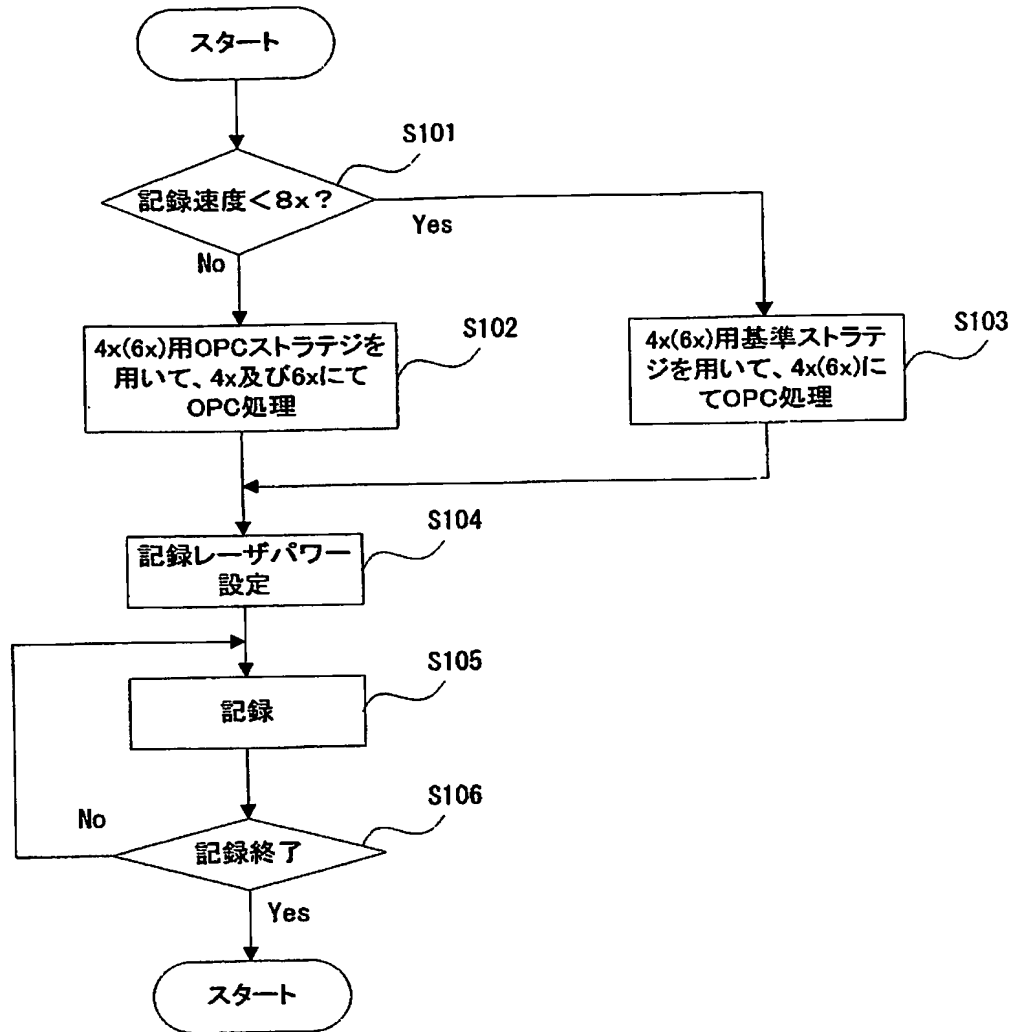 スタート
S101
記録速度<8x?
Yes
No
S102
4x(6x)用OPCストラテジを
用いて、4x及び6xにて
OPC処理
S103
4x(6x)用基準ストラテ
ジを用いて、4x(6x)に
てOPC処理
S104
記録レーザパワー
設定
S105
記録
S106
No
記録終了
Yes
スタート